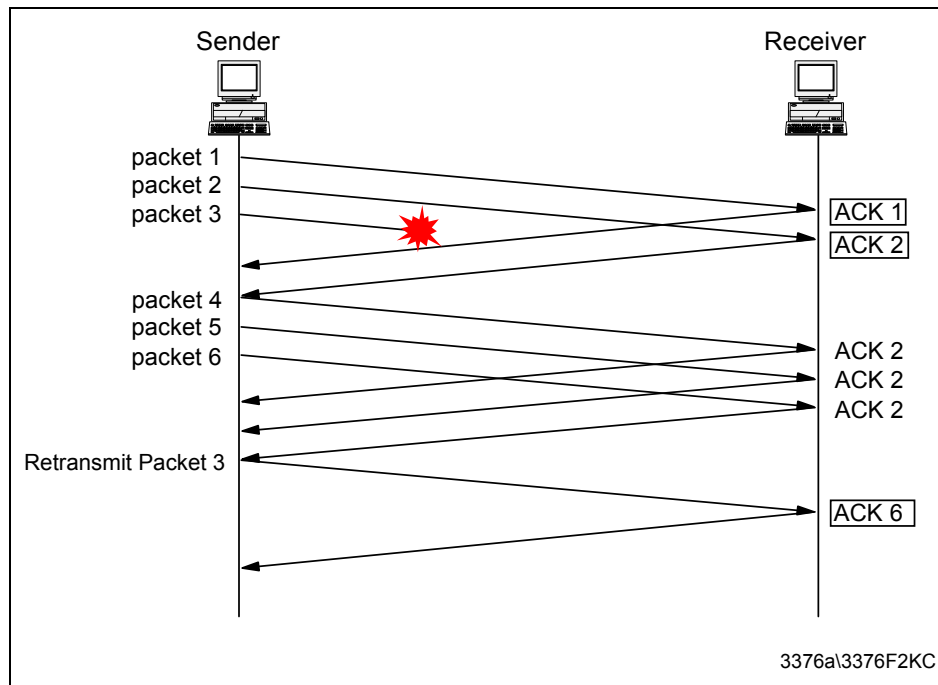 Sender
Receiver
packet 1
packet 2
packet 3
ACK 1
ACK 2
packet 4
packet 5
packet 6
ACK 2
ACK 2
ACK 2
Retransmit Packet 3
ACK 6
3376a\3376F2KC